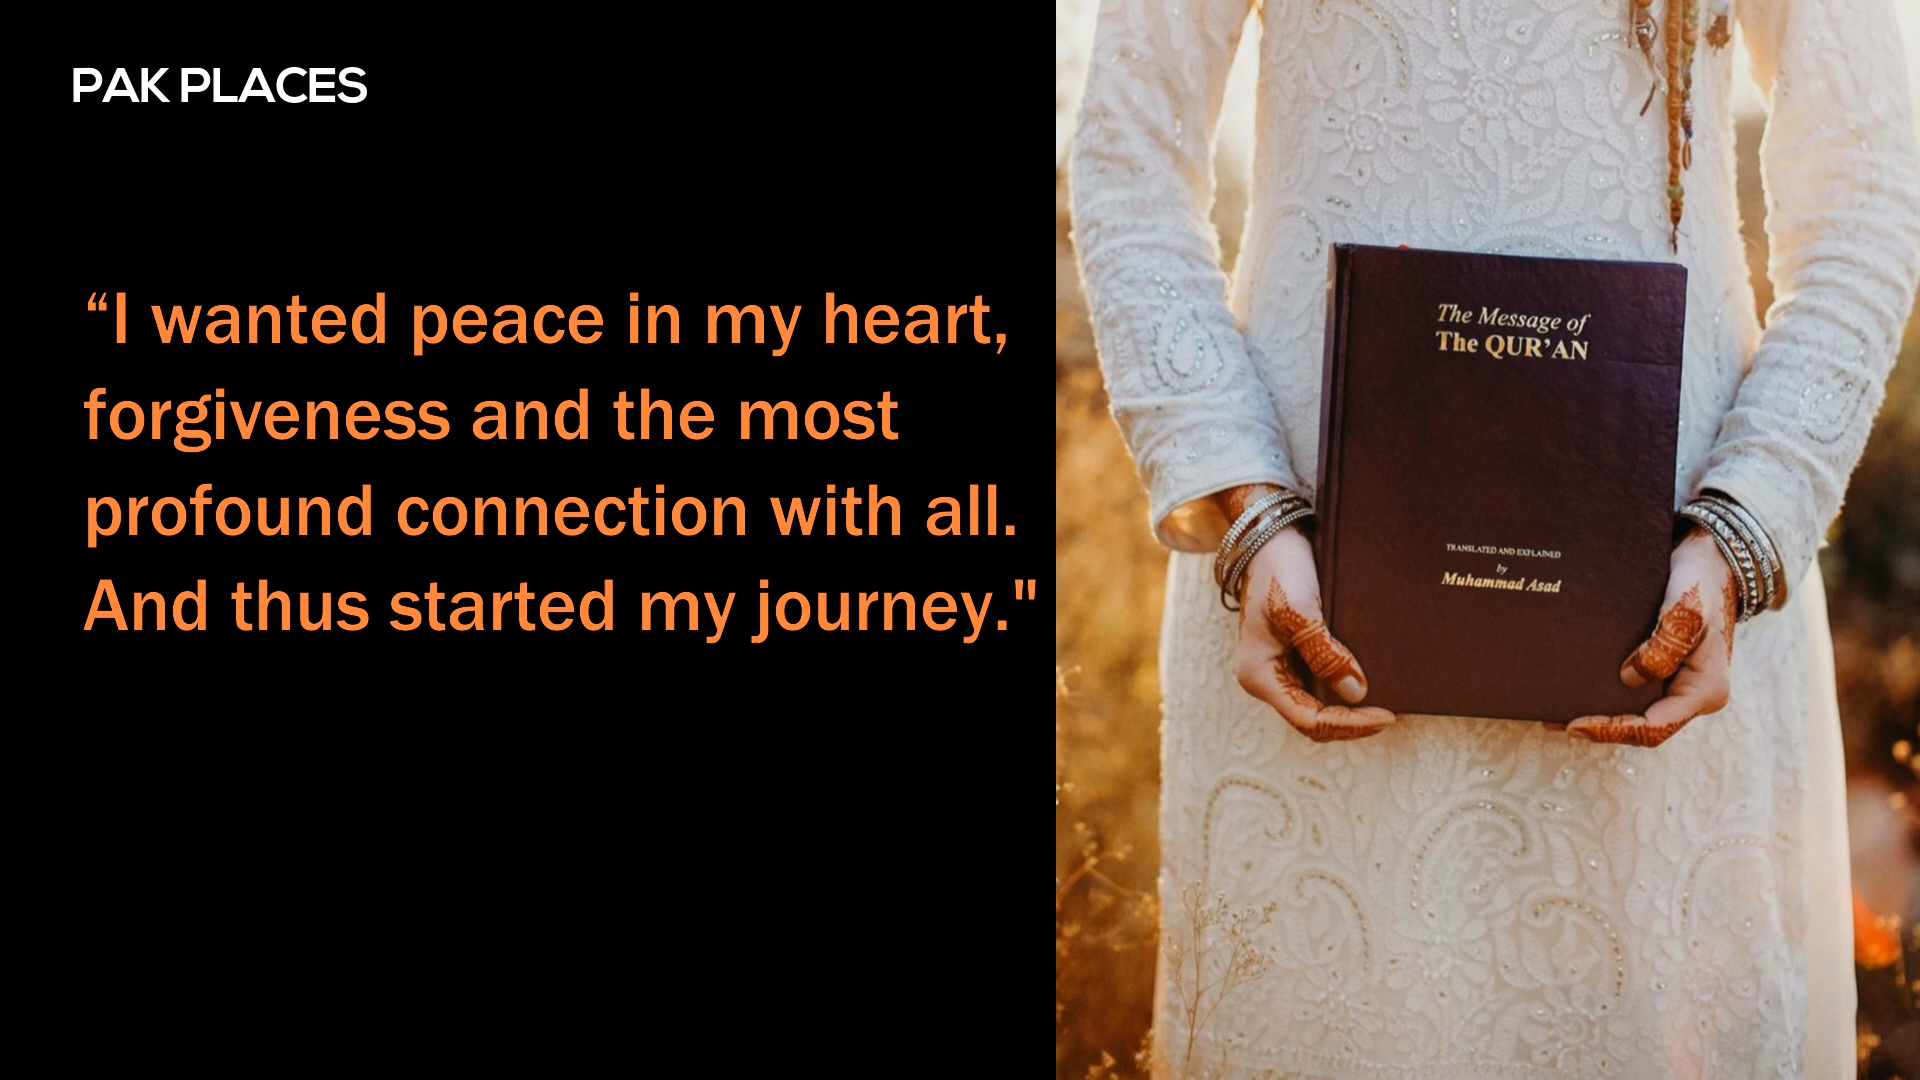 PAK PLACES
“I wanted peace in my heart,
forgiveness and the most
profound connection with all.
And thus started my journey."
The Message of
The QUR’AN
TRANSLATED AND EXPLAINED
by
Muhammad Asad